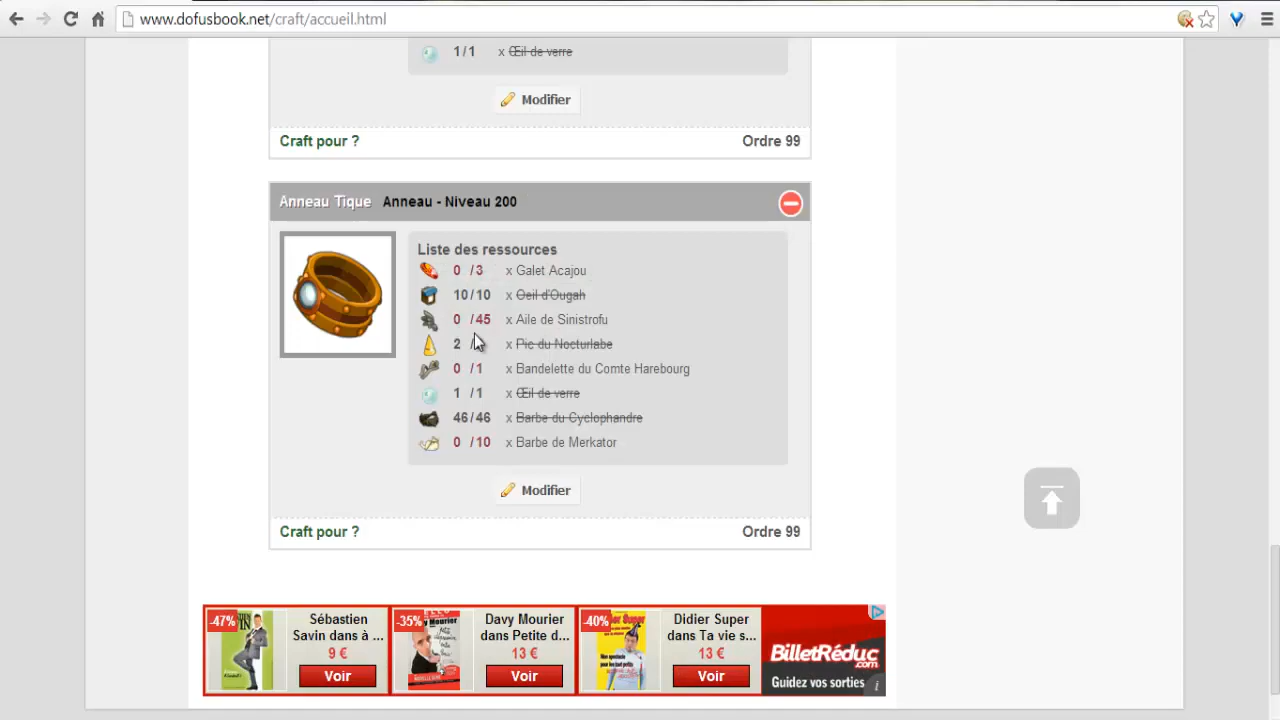 www.dofusbook.net/craft/accueil.html
1/1 x Œil de verre
Modifier
Craft pour ? Ordre 99
Anneau Tique Anneau - Niveau 200
Liste des ressources
0 /3 x Galet Acajou
10/10 x Oeil d'Ougah
0 /45 x Aile de Sinistrofu
2 / x Pic du Nocturlabe
0 /1 x Bandelette du Comte Harebourg
1 /1 x Œil de verre
46/46 x Barbe du Cyclophandre
0 /10 x Barbe de Merkator
Modifier
Craft pour ? Ordre 99
-47% Sébastien
Savin dans à ...
9 €
Voir
-35% Davy Mourier
dans Petite d...
13 €
Voir
-40% Didier Super
dans Ta vie s...
13 €
Voir
BilletRéduc
.com
Guidez vos sorties